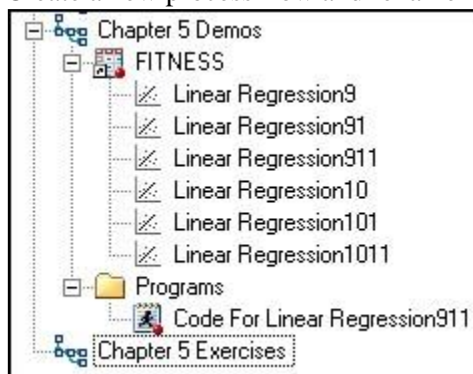 Chapter 5 Demos
FITNESS
Linear Regression9
Linear Regression91
Linear Regression911
Linear Regression10
Linear Regression101
Linear Regression1011
Programs
Code For Linear Regression911
Chapter 5 Exercises